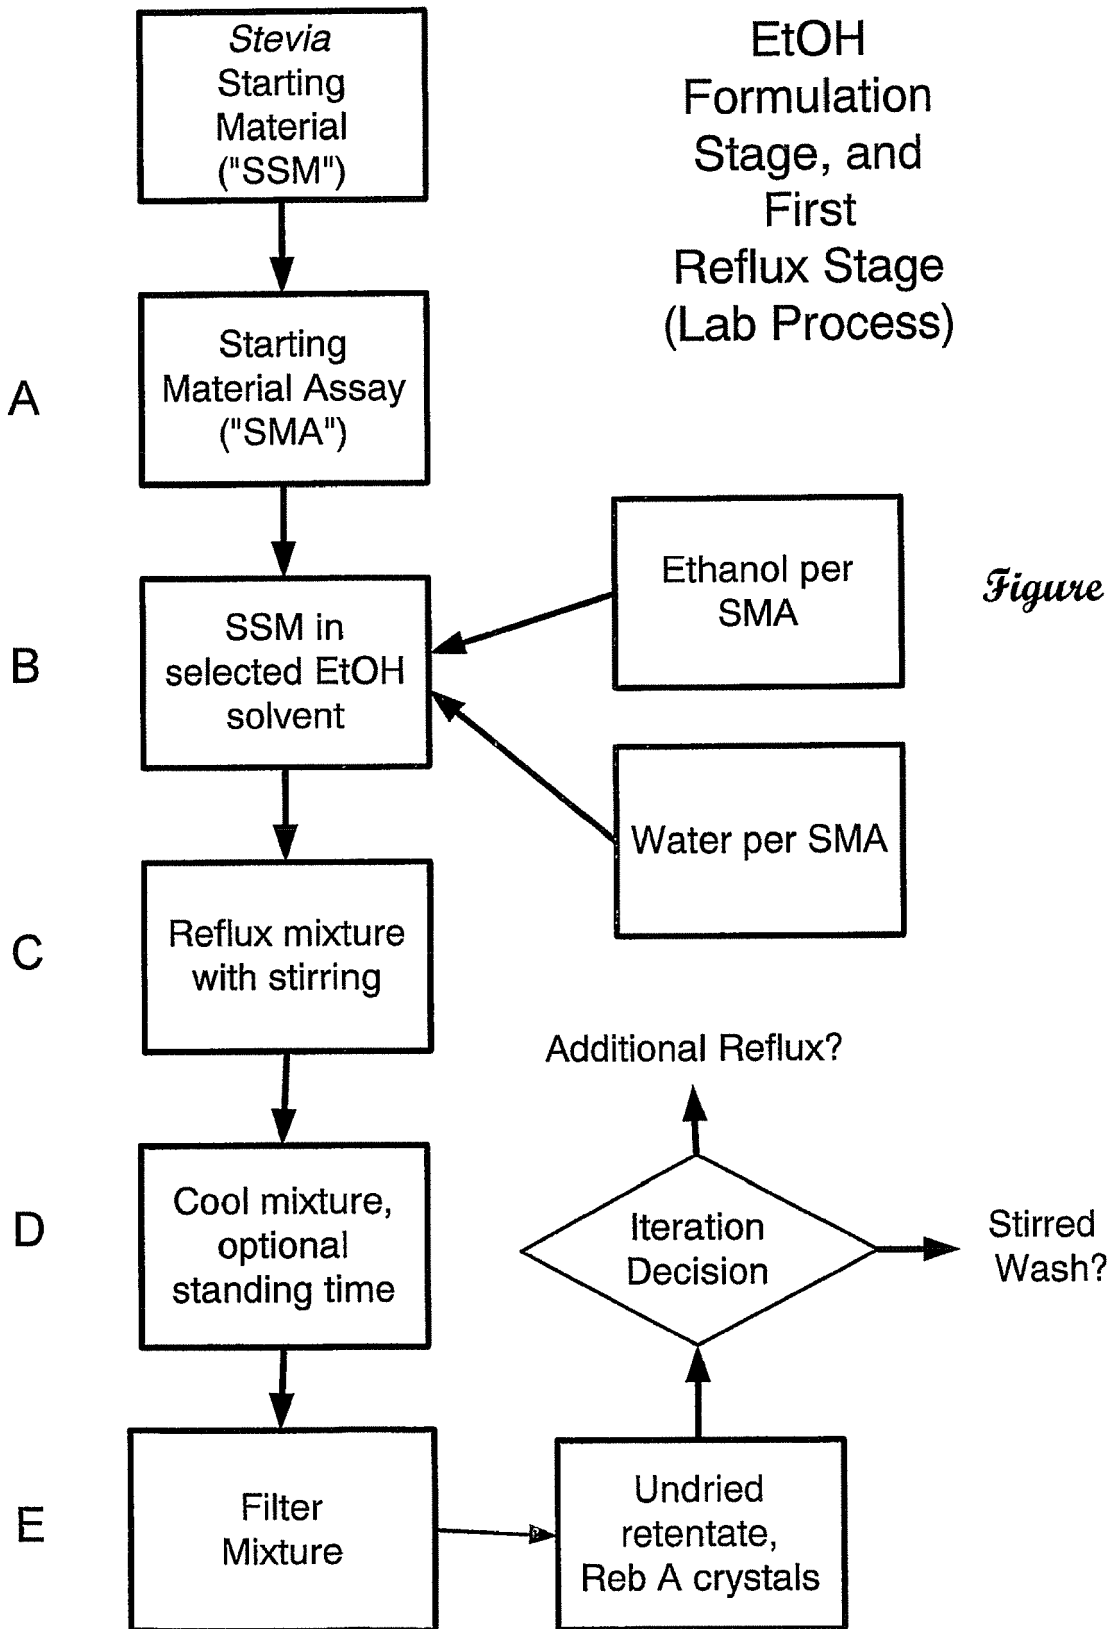 Stevia
Starting
Material
("SSM")
EtOH
Formulation
Stage, and
First
Reflux Stage
(Lab Process)
A
Starting
Material Assay
("SMA")
Ethanol per
SMA
Figure
B
SSM in
selected EtOH
solvent
Water per SMA
C
Reflux mixture
with stirring
Additional Reflux?
D
Cool mixture,
optional
standing time
Iteration
Decision
Stirred
Wash?
E
Filter
Mixture
Undried
retentate,
Reb A crystals